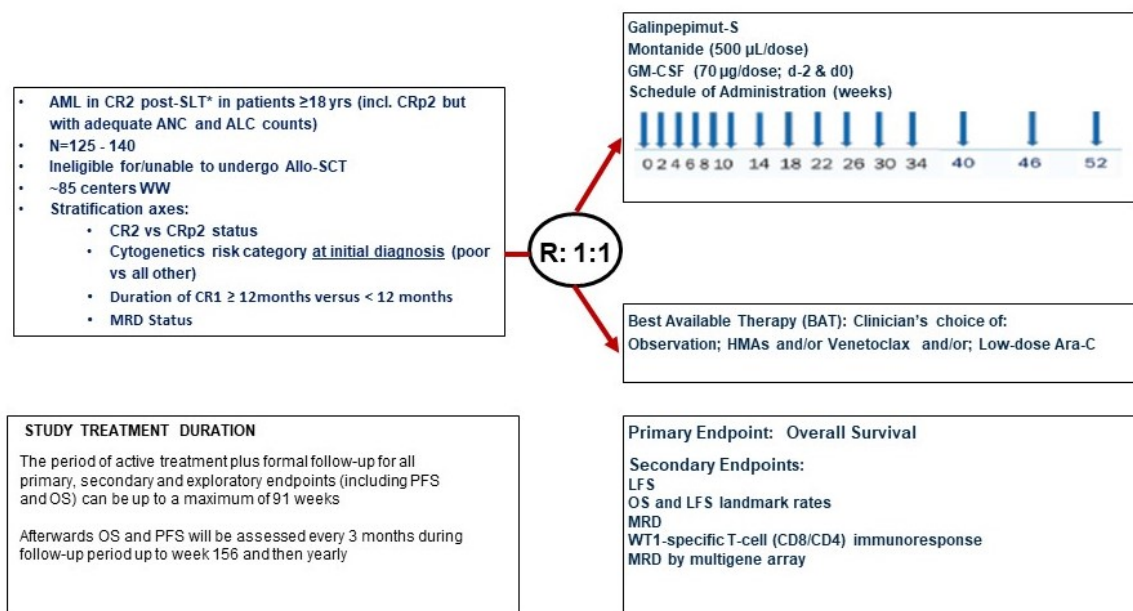 • AML in CR2 post-SLT* in patients ≥18 yrs (incl. CRp2 but
with adequate ANC and ALC counts)
• N=125 - 140
• Ineligible for/unable to undergo Allo-SCT
• ~85 centers WW
• Stratification axes:
• CR2 vs CRp2 status
• Cytogenetics risk category at initial diagnosis (poor
vs all other)
• Duration of CR1 ≥ 12months versus < 12 months
• MRD Status
R: 1:1
Galinpepimut-S
Montanide (500 µL/dose)
GM-CSF (70 µg/dose; d-2 & d0)
Schedule of Administration (weeks)
0 2 4 6 8 10 14 18 22 26 30 34 40 46 52
Best Available Therapy (BAT): Clinician's choice of:
Observation; HMAs and/or Venetoclax and/or; Low-dose Ara-C
STUDY TREATMENT DURATION
The period of active treatment plus formal follow-up for all
primary, secondary and exploratory endpoints (including PFS
and OS) can be up to a maximum of 91 weeks
Afterwards OS and PFS will be assessed every 3 months during
follow-up period up to week 156 and then yearly
Primary Endpoint: Overall Survival
Secondary Endpoints:
LFS
OS and LFS landmark rates
MRD
WT1-specific T-cell (CD8/CD4) immunoresponse
MRD by multigene array